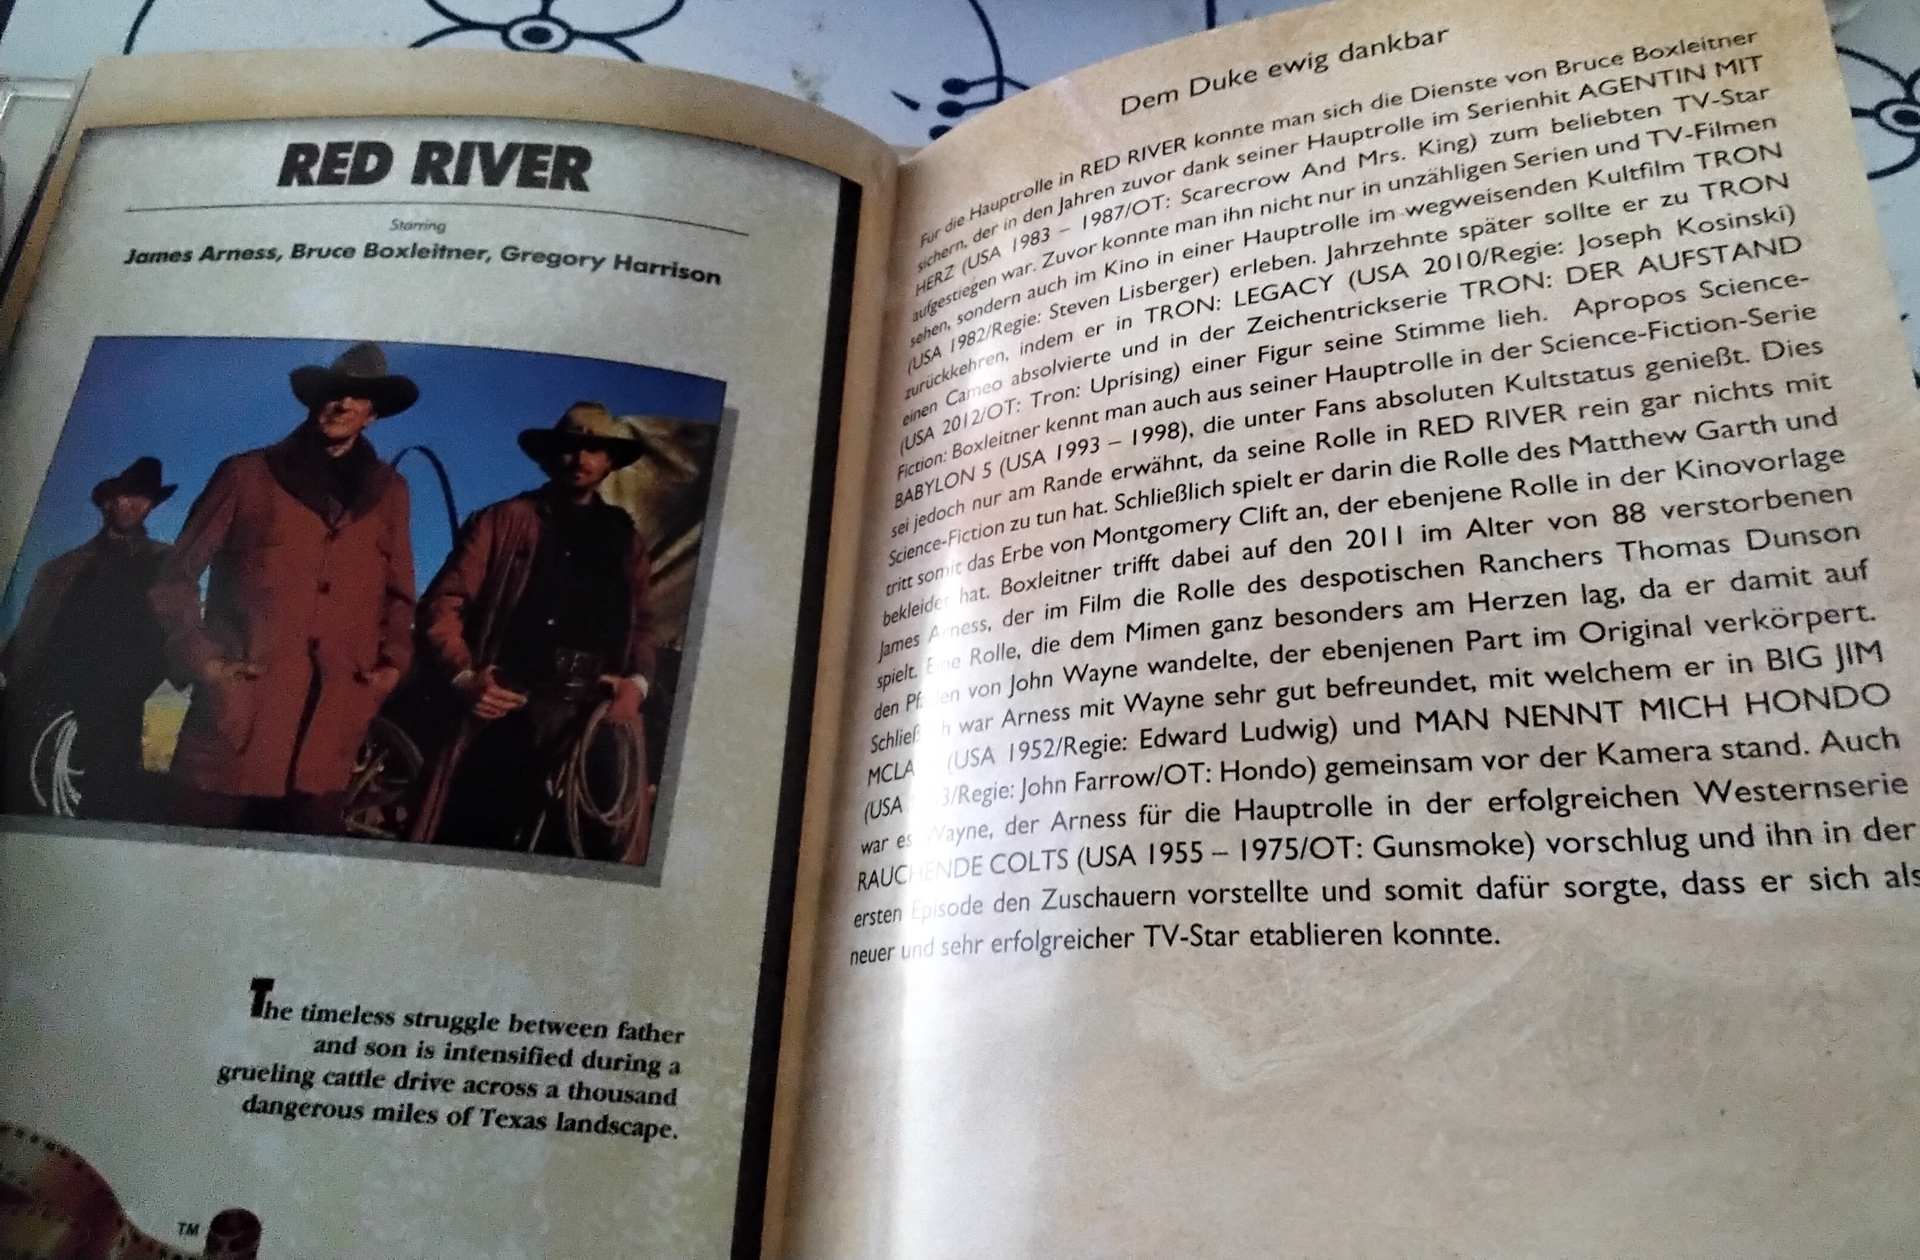 RED RIVER
Starring
James Arness, Bruce Boxleitner, Gregory Harrison
The timeless struggle between father
and son is intensified during a
grueling cattle drive across a thousand
dangerous miles of Texas landscape.
TM
Dem Duke ewig dankbar
Für die Hauptrolle in RED RIVER konnte man sich die Dienste von Bruce Boxleitner
sichern, der in den Jahren zuvor dank seiner Hauptrolle im Serienhit AGENTIN MIT
HERZ (USA 1983 – 1987/OT: Scarecrow And Mrs. King) zum beliebten TV-Star
aufgestiegen war. Zuvor konnte man ihn nicht nur in unzähligen Serien und TV-Filmen
sehen, sondern auch im Kino in einer Hauptrolle im wegweisenden Kultfilm TRON
(USA 1982/Regie: Steven Lisberger) erleben. Jahrzehnte später sollte er zu TRON
zurückkehren, indem er in TRON: LEGACY (USA 2010/Regie: Joseph Kosinski)
einen Cameo absolvierte und in der Zeichentrickserie TRON: DER AUFSTAND
(USA 2012/OT: Tron: Uprising) einer Figur seine Stimme lieh. Apropos Science-
Fiction: Boxleitner kennt man auch aus seiner Hauptrolle in der Science-Fiction-Serie
BABYLON 5 (USA 1993 – 1998), die unter Fans absoluten Kultstatus genießt. Dies
sei jedoch nur am Rande erwähnt, da seine Rolle in RED RIVER rein gar nichts mit
Science-Fiction zu tun hat. Schließlich spielt er darin die Rolle des Matthew Garth und
tritt somit das Erbe von Montgomery Clift an, der ebenjene Rolle in der Kinovorlage
bekleidet hat. Boxleitner trifft dabei auf den 2011 im Alter von 88 verstorbenen
James Arness, der im Film die Rolle des despotischen Ranchers Thomas Dunson
spielt. Eine Rolle, die dem Mimen ganz besonders am Herzen lag, da er damit auf
den Pfaden von John Wayne wandelte, der ebenjenen Part im Original verkörpert.
war Arness mit Wayne sehr gut befreundet, mit welchem er in BIG JIM
(USA 1952/Regie: Edward Ludwig) und MAN NENNT MICH HONDO
(USA /Regie: John Farrow/OT: Hondo) gemeinsam vor der Kamera stand. Auch
war es Wayne, der Arness für die Hauptrolle in der erfolgreichen Westernserie
RAUCHENDE COLTS (USA 1955 – 1975/OT: Gunsmoke) vorschlug und ihn in der
ersten Episode den Zuschauern vorstellte und somit dafür sorgte, dass er sich als
neuer und sehr erfolgreicher TV-Star etablieren konnte.